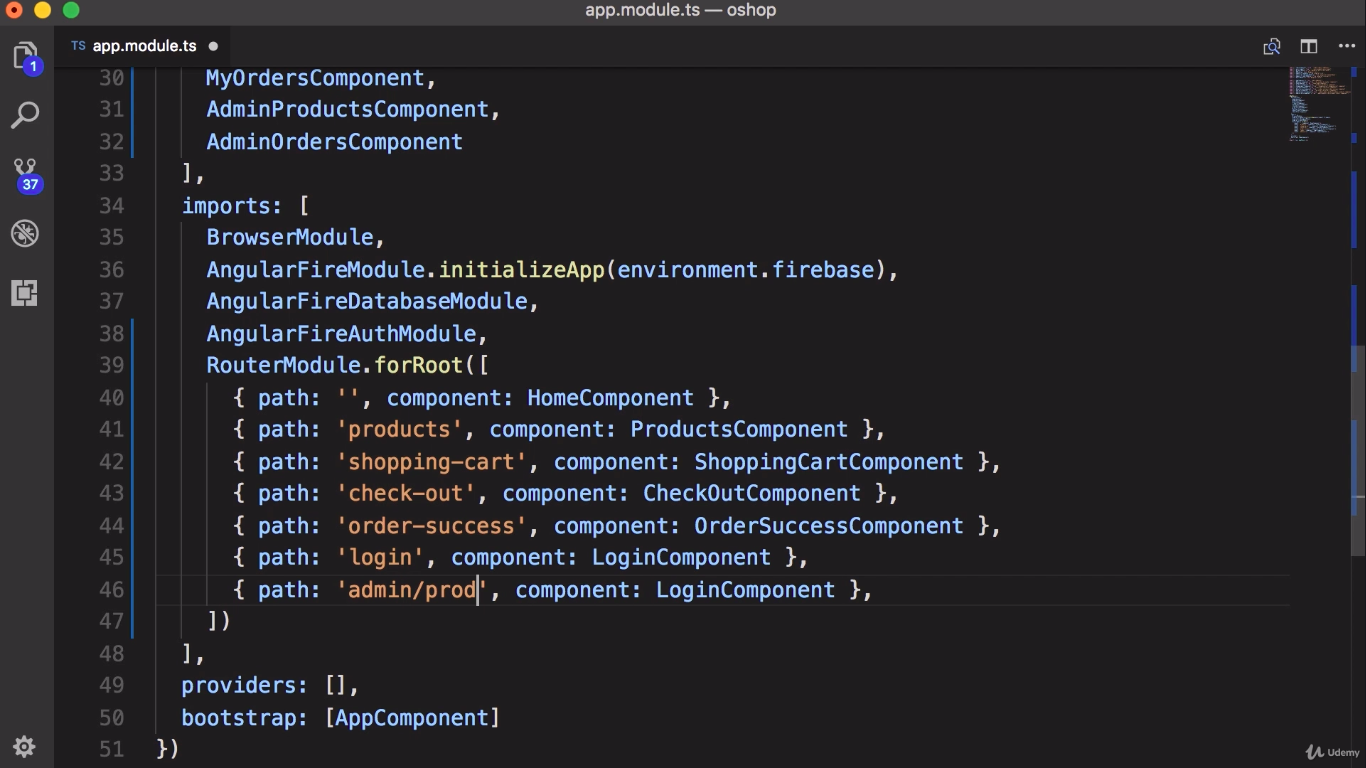 app.module.ts — oshop
TS app.module.ts
1
37
30 MyOrdersComponent,
31 AdminProductsComponent,
32 AdminOrdersComponent
33 ],
34 imports: [
35 BrowserModule,
36 AngularFireModule.initializeApp(environment.firebase),
37 AngularFireDatabaseModule,
38 AngularFireAuthModule,
39 RouterModule.forRoot([
40 { path: '', component: HomeComponent },
41 { path: 'products', component: ProductsComponent },
42 { path: 'shopping-cart', component: ShoppingCartComponent },
43 { path: 'check-out', component: CheckOutComponent },
44 { path: 'order-success', component: OrderSuccessComponent },
45 { path: 'login', component: LoginComponent },
46 { path: 'admin/prod', component: LoginComponent },
47 ])
48 ],
49 providers: [],
50 bootstrap: [AppComponent]
51 })
Udemy